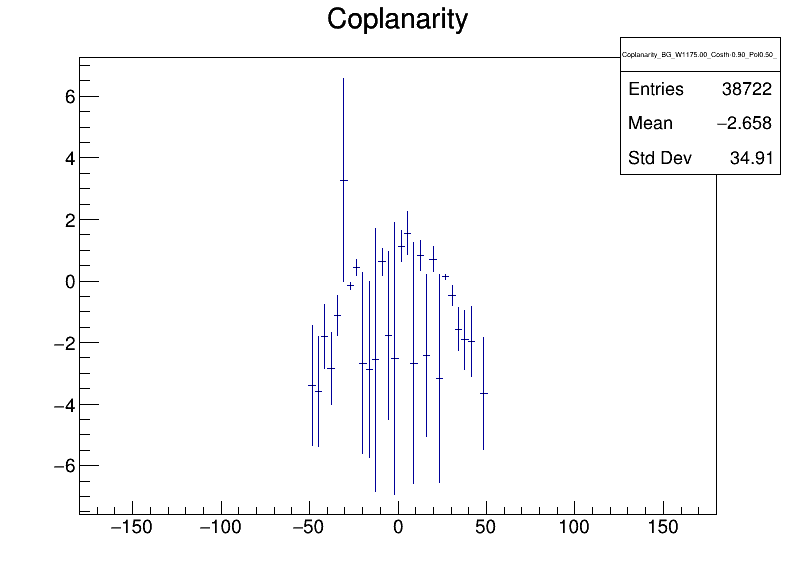 Coplanarity
Coplanarity_BG_W1175.00_Costh-0.90_Pol0.50_
Entries 38722
Mean −2.658
Std Dev 34.91
6
4
2
0
−2
−4
−6
−150 −100 −50 0 50 100 150